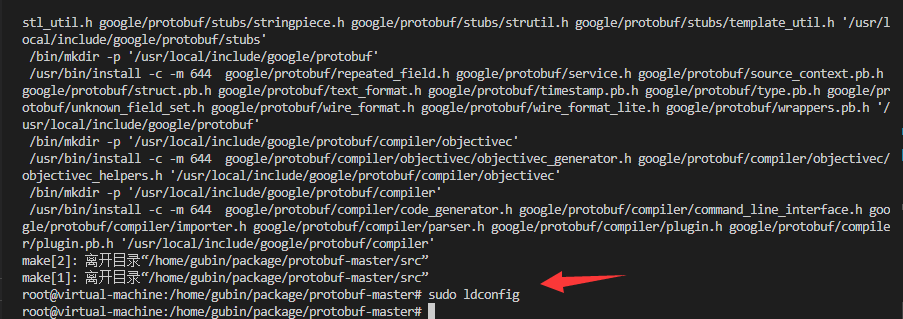 stl_util.h google/protobuf/stubs/stringpiece.h google/protobuf/stubs/strutil.h google/protobuf/stubs/template_util.h '/usr/l
ocal/include/google/protobuf/stubs'
 /bin/mkdir -p '/usr/local/include/google/protobuf'
 /usr/bin/install -c -m 644  google/protobuf/repeated_field.h google/protobuf/service.h google/protobuf/source_context.pb.h
google/protobuf/struct.pb.h google/protobuf/text_format.h google/protobuf/timestamp.pb.h google/protobuf/type.pb.h google/pr
otobuf/unknown_field_set.h google/protobuf/wire_format.h google/protobuf/wire_format_lite.h google/protobuf/wrappers.pb.h '/
usr/local/include/google/protobuf'
 /bin/mkdir -p '/usr/local/include/google/protobuf/compiler/objectivec'
 /usr/bin/install -c -m 644  google/protobuf/compiler/objectivec/objectivec_generator.h google/protobuf/compiler/objectivec/
objectivec_helpers.h '/usr/local/include/google/protobuf/compiler/objectivec'
 /bin/mkdir -p '/usr/local/include/google/protobuf/compiler'
 /usr/bin/install -c -m 644  google/protobuf/compiler/code_generator.h google/protobuf/compiler/command_line_interface.h goo
gle/protobuf/compiler/importer.h google/protobuf/compiler/parser.h google/protobuf/compiler/plugin.h google/protobuf/compile
r/plugin.pb.h '/usr/local/include/google/protobuf/compiler'
make[2]: 离开目录“/home/gubin/package/protobuf-master/src”
make[1]: 离开目录“/home/gubin/package/protobuf-master/src”
root@virtual-machine:/home/gubin/package/protobuf-master# sudo ldconfig
root@virtual-machine:/home/gubin/package/protobuf-master#